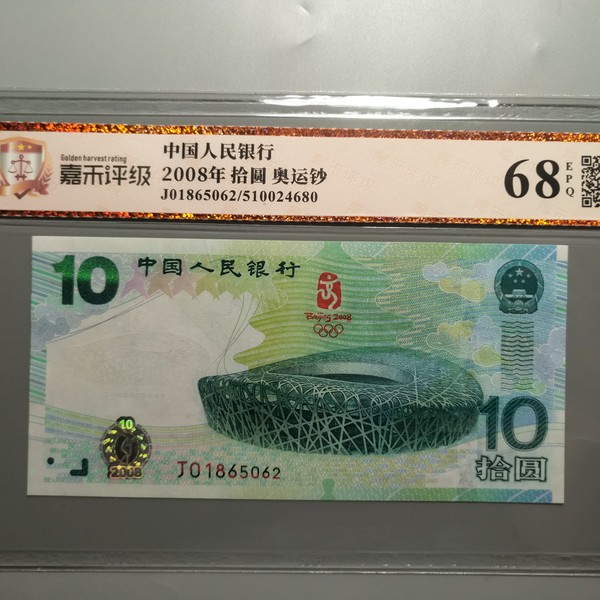 Golden harvest rating
嘉禾评级
中国人民银行
2008年 拾圆 奥运钞
J01865062/510024680
68
EPQ
10
中国人民银行
Beijing 2008
10
2008
J01865062
10
拾圆